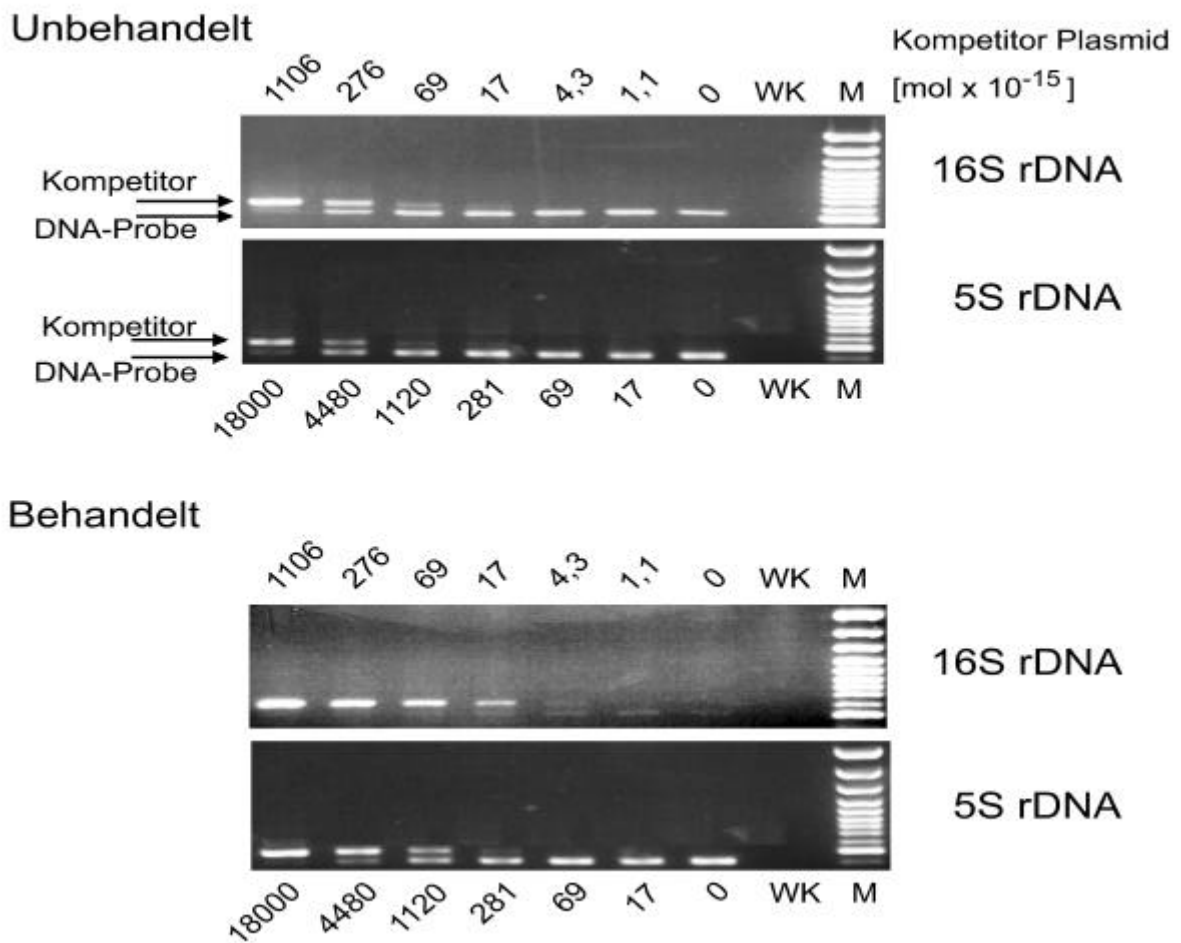 Unbehandelt
Kompetitor Plasmid
[mol x 10⁻¹⁵]
1106 276 69 17 4,3 1,1 0 WK M
16S rDNA
Kompetitor
DNA-Probe
5S rDNA
Kompetitor
DNA-Probe
18000 4480 1120 281 69 17 0 WK M
Behandelt
1106 276 69 17 4,3 1,1 0 WK M
16S rDNA
5S rDNA
18000 4480 1120 281 69 17 0 WK M